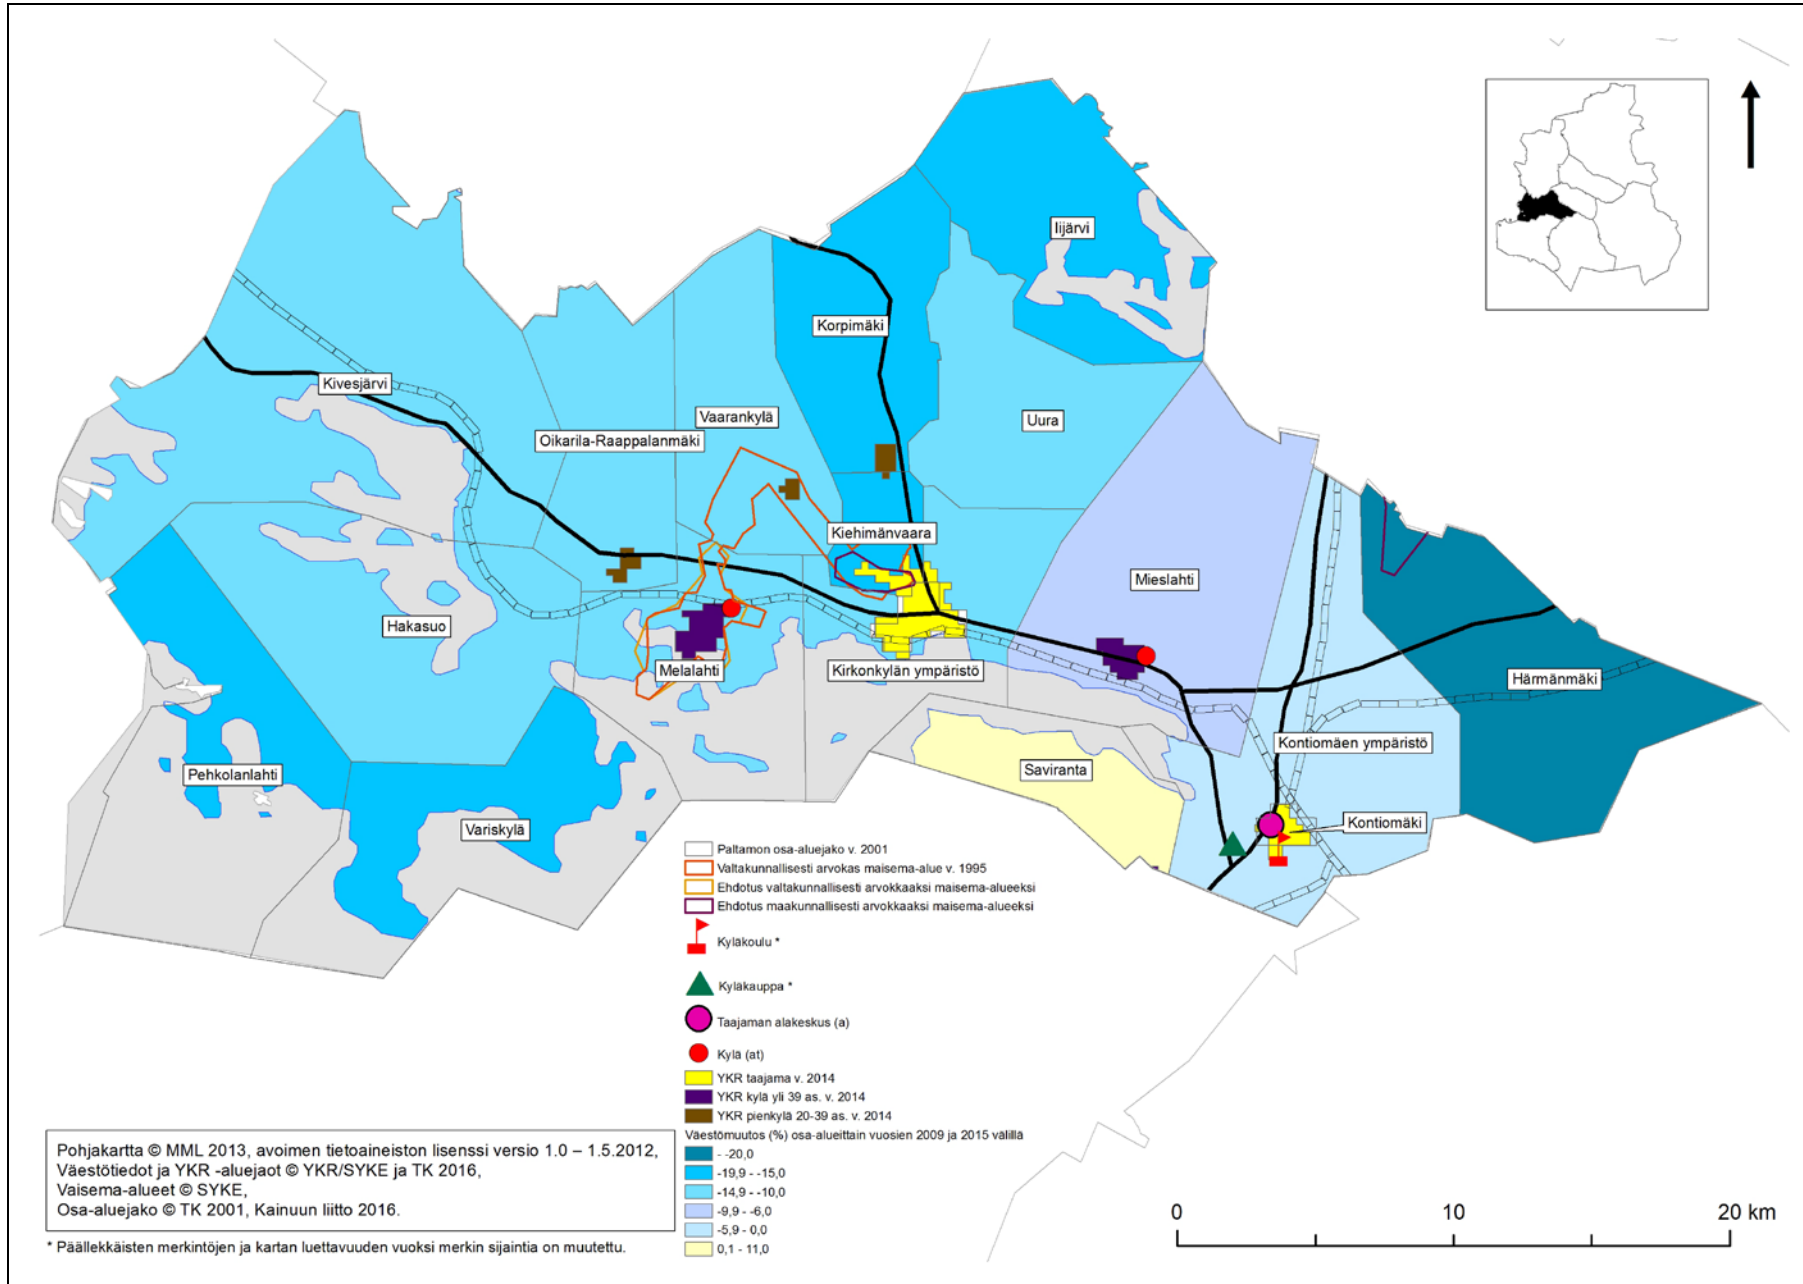 Iijärvi
Korpimäki
Kivesjärvi
Vaarankylä
Uura
Oikarila-Raappalanmäki
Kiehimänvaara
Mieslahti
Hakasuo
Melalahti
Kirkonkylän ympäristö
Härmänmäki
Kontiomäen ympäristö
Saviranta
Pehkolanlahti
Kontiomäki
Variskylä
Paltamon osa-aluejako v. 2001
Valtakunnallisesti arvokas maisema-alue v. 1995
Ehdotus valtakunnallisesti arvokkaaksi maisema-alueeksi
Ehdotus maakunnallisesti arvokkaaksi maisema-alueeksi
Kyläkoulu *
Kyläkauppa *
Taajaman alakeskus (a)
Kylä (at)
YKR taajama v. 2014
YKR kylä yli 39 as. v. 2014
YKR pienkylä 20-39 as. v. 2014
Väestömuutos (%) osa-alueittain vuosien 2009 ja 2015 välillä
- -20,0
-19,9 - -15,0
-14,9 - -10,0
-9,9 - -6,0
-5,9 - 0,0
0,1 - 11,0
Pohjakartta © MML 2013, avoimen tietoaineiston lisenssi versio 1.0 – 1.5.2012,
Väestötiedot ja YKR -aluejaot © YKR/SYKE ja TK 2016,
Vaisema-alueet © SYKE,
Osa-aluejako © TK 2001, Kainuun liitto 2016.
* Päällekkäisten merkintöjen ja kartan luettavuuden vuoksi merkin sijaintia on muutettu.
0 10 20 km